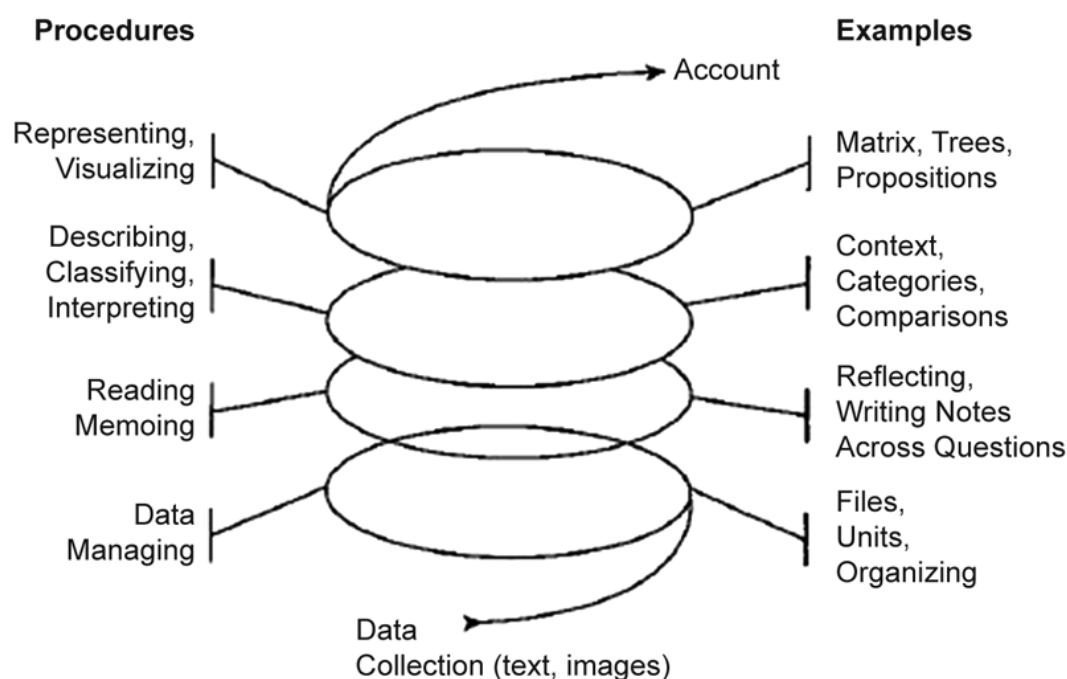 Procedures
Examples
Account
Representing,
Visualizing
Matrix, Trees,
Propositions
Describing,
Classifying,
Interpreting
Context,
Categories,
Comparisons
Reading
Memoing
Reflecting,
Writing Notes
Across Questions
Data
Managing
Files,
Units,
Organizing
Data
Collection (text, images)